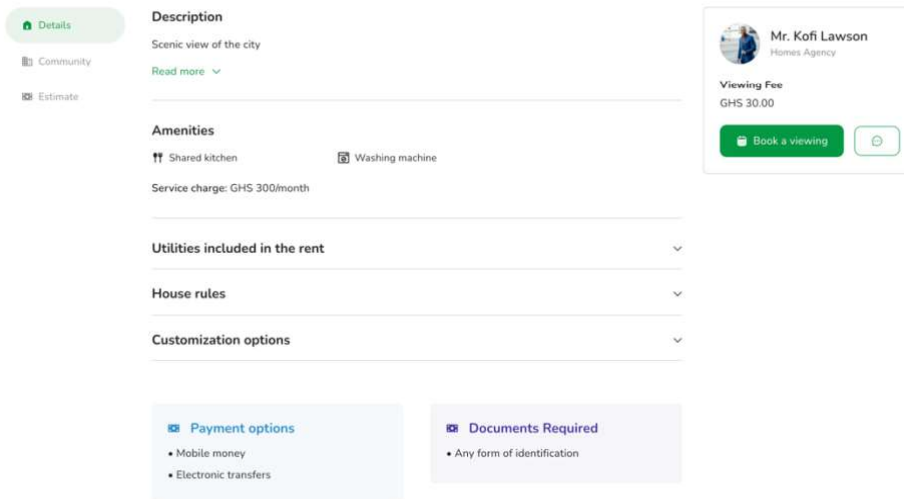 Details
Community
Estimate
Description
Scenic view of the city
Read more
Amenities
Shared kitchen
Washing machine
Service charge: GHS 300/month
Utilities included in the rent
House rules
Customization options
Payment options
• Mobile money
• Electronic transfers
Documents Required
• Any form of identification
Mr. Kofi Lawson
Homes Agency
Viewing Fee
GHS 30.00
Book a viewing